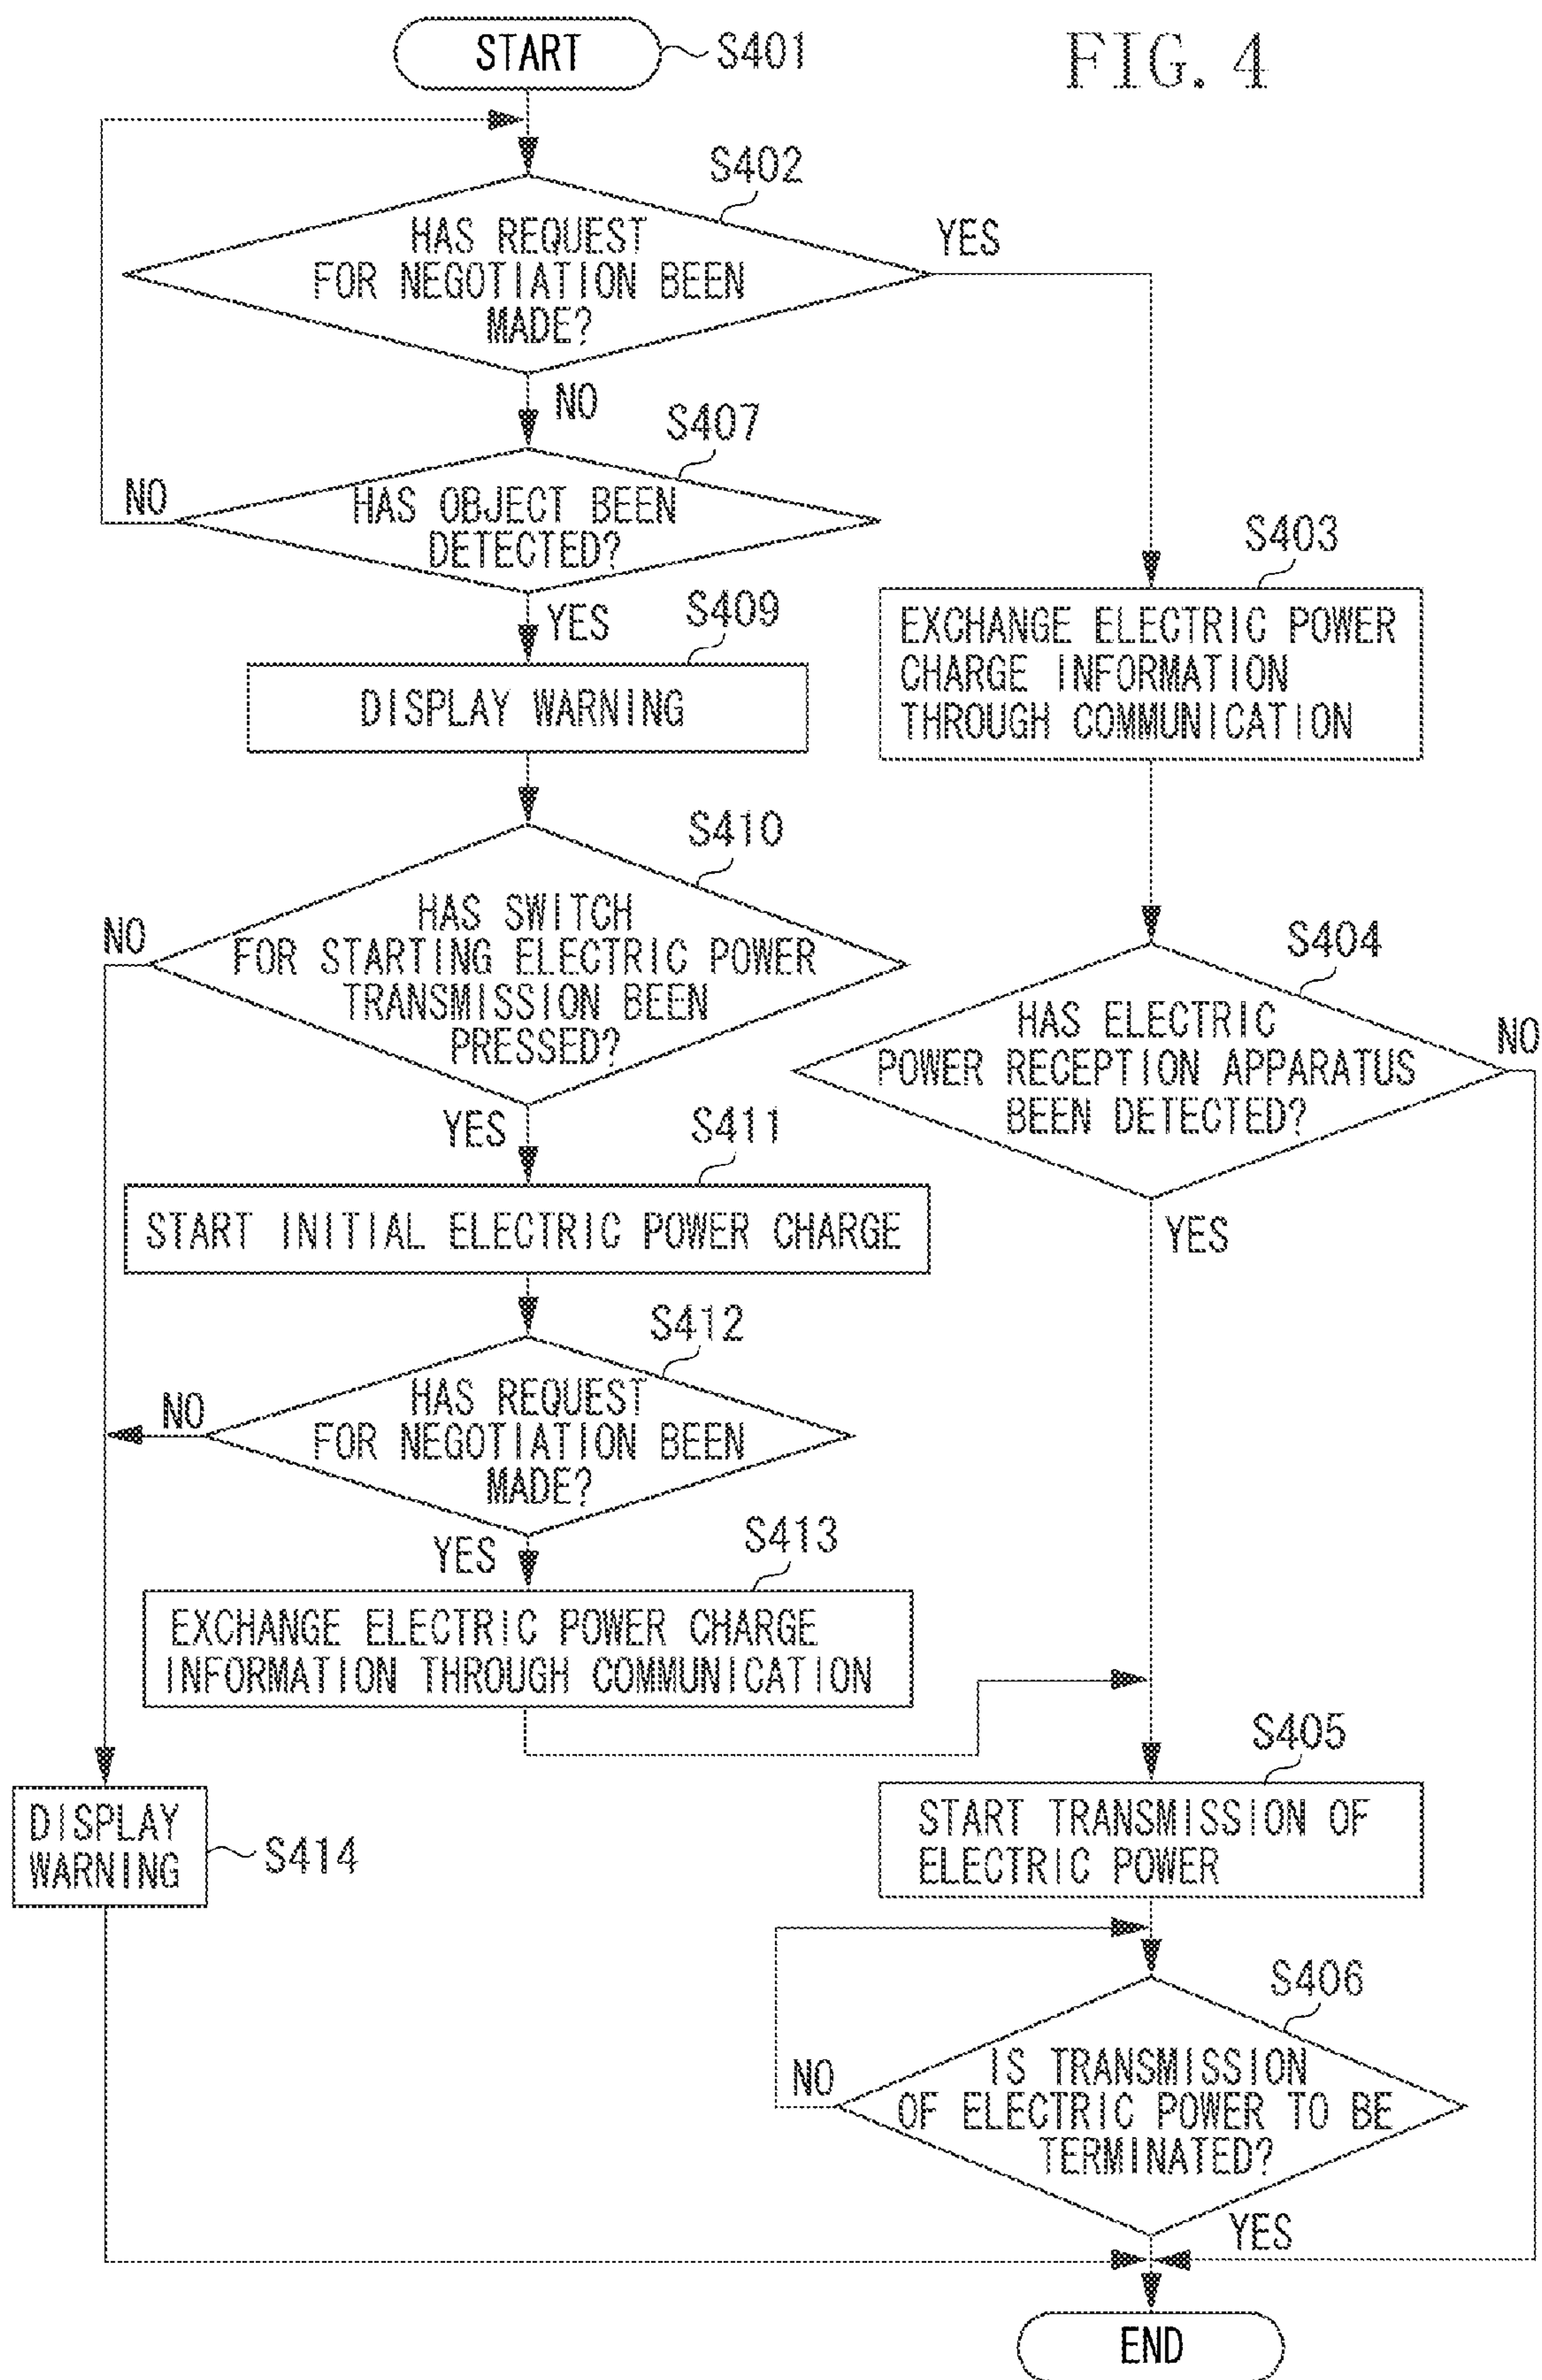 START
S401
FIG. 4
S402
HAS REQUEST
FOR NEGOTIATION BEEN
MADE?
YES
NO
S407
HAS OBJECT BEEN
DETECTED?
NO
YES
S409
DISPLAY WARNING
S403
EXCHANGE ELECTRIC POWER
CHARGE INFORMATION
THROUGH COMMUNICATION
S410
HAS SWITCH
FOR STARTING ELECTRIC POWER
TRANSMISSION BEEN
PRESSED?
NO
YES
S404
HAS ELECTRIC
POWER RECEPTION APPARATUS
BEEN DETECTED?
NO
YES
S411
START INITIAL ELECTRIC POWER CHARGE
S412
HAS REQUEST
FOR NEGOTIATION BEEN
MADE?
NO
YES
S413
EXCHANGE ELECTRIC POWER CHARGE
INFORMATION THROUGH COMMUNICATION
S405
START TRANSMISSION OF
ELECTRIC POWER
DISPLAY
WARNING
S414
S406
IS TRANSMISSION
OF ELECTRIC POWER TO BE
TERMINATED?
NO
YES
END